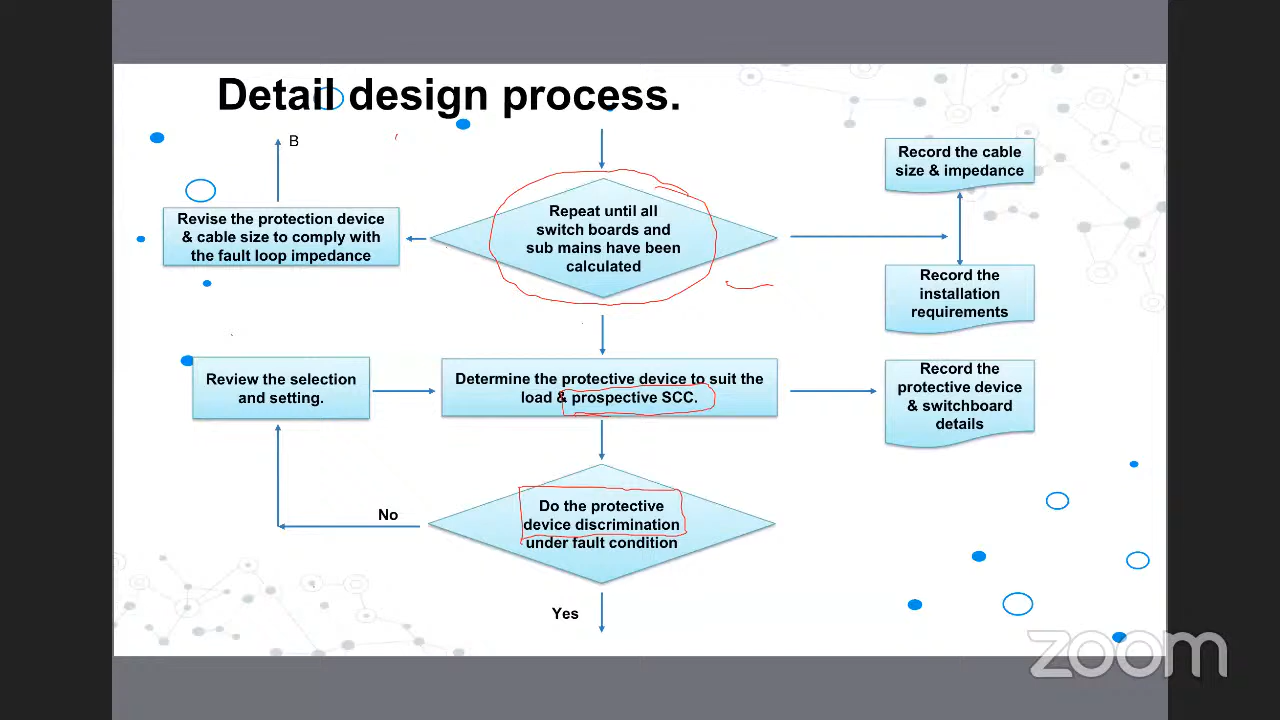 Detail design process.
B
Repeat until all
switch boards and
sub mains have been
calculated
Record the cable
size & impedance
Revise the protection device
& cable size to comply with
the fault loop impedance
Record the
installation
requirements
Review the selection
and setting.
Determine the protective device to suit the
load & prospective SCC.
Record the
protective device
& switchboard
details
No
Do the protective
device discrimination
under fault condition
Yes
zoom